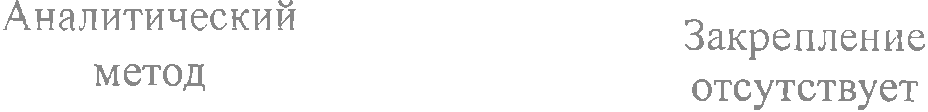 Аналитический
метод
Закрепление
отсутствует